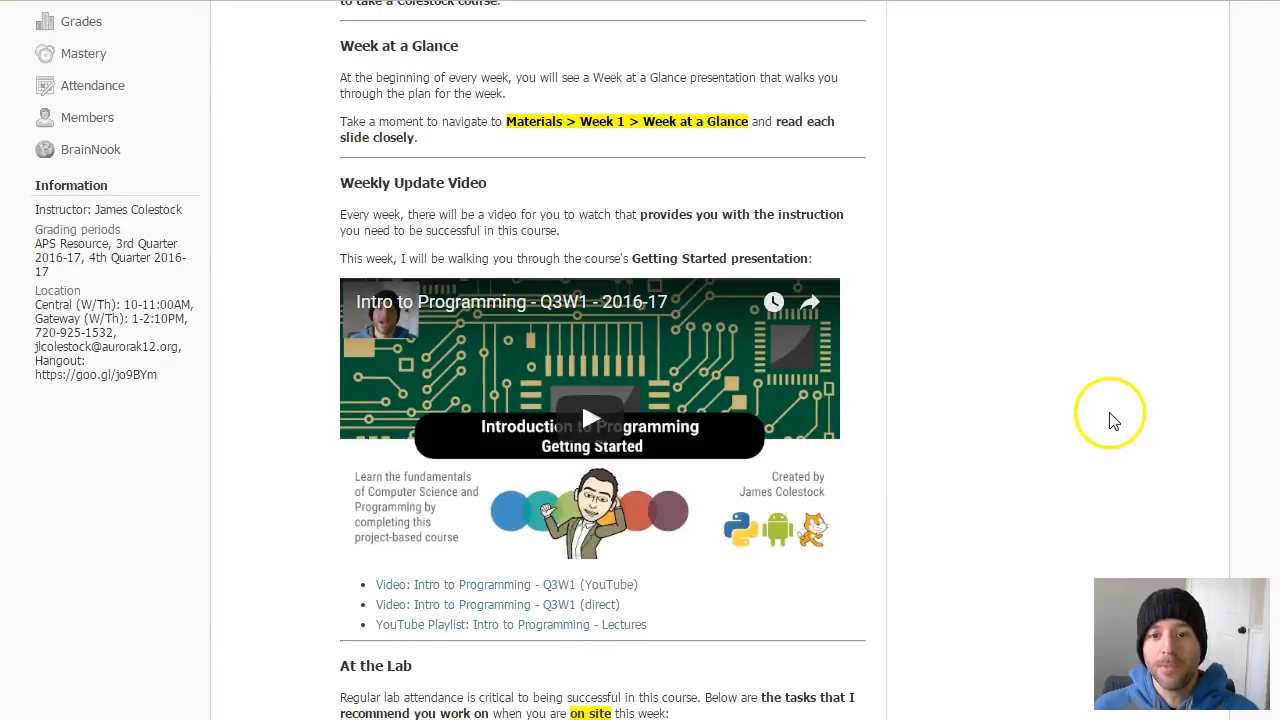 to take a Colestock course.
Grades
Mastery
Attendance
Members
BrainNook
Information
Instructor: James Colestock
Grading periods
APS Resource, 3rd Quarter
2016-17, 4th Quarter 2016-
17
Location
Central (W/Th): 10-11:00AM,
Gateway (W/Th): 1-2:10PM,
720-925-1532,
jlcolestock@aurorak12.org,
Hangout:
https://goo.gl/jo9BYm
Week at a Glance
At the beginning of every week, you will see a Week at a Glance presentation that walks you
through the plan for the week.
Take a moment to navigate to Materials > Week 1 > Week at a Glance and read each
slide closely.
Weekly Update Video
Every week, there will be a video for you to watch that provides you with the instruction
you need to be successful in this course.
This week, I will be walking you through the course's Getting Started presentation:
Intro to Programming - Q3W1 - 2016-17
Introduction to Programming
Getting Started
Learn the fundamentals
of Computer Science and
Programming by
completing this
project-based course
Created by
James Colestock
Video: Intro to Programming - Q3W1 (YouTube)
Video: Intro to Programming - Q3W1 (direct)
YouTube Playlist: Intro to Programming - Lectures
At the Lab
Regular lab attendance is critical to being successful in this course. Below are the tasks that I
recommend you work on when you are on site this week: